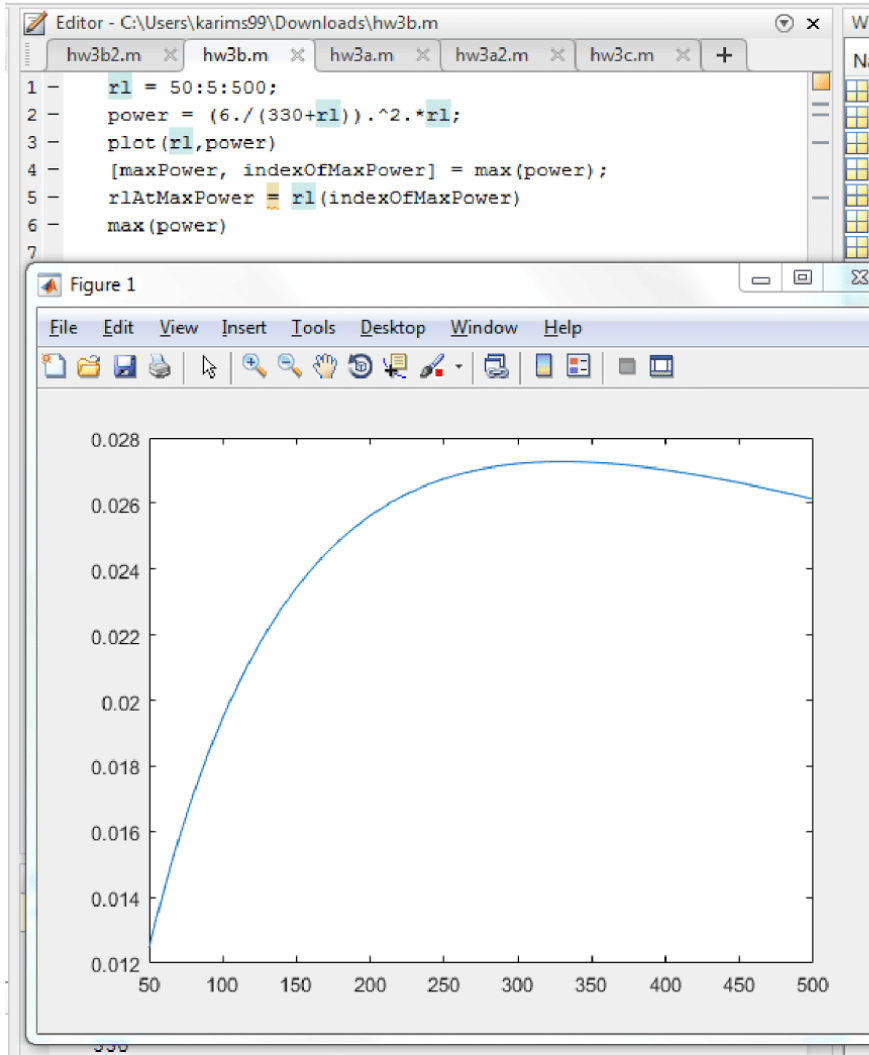 Editor - C:\Users\karims99\Downloads\hw3b.m
W
hw3b2.m hw3b.m hw3a.m hw3a2.m hw3c.m +
Na
1 - rl = 50:5:500;
2 - power = (6./(330+rl)).^2.*rl;
3 - plot(rl,power)
4 - [maxPower, indexOfMaxPower] = max(power);
5 - rlAtMaxPower = rl(indexOfMaxPower)
6 - max(power)
7
Figure 1
File Edit View Insert Tools Desktop Window Help
0.028
0.026
0.024
0.022
0.02
0.018
0.016
0.014
0.012
50 100 150 200 250 300 350 400 450 500
330